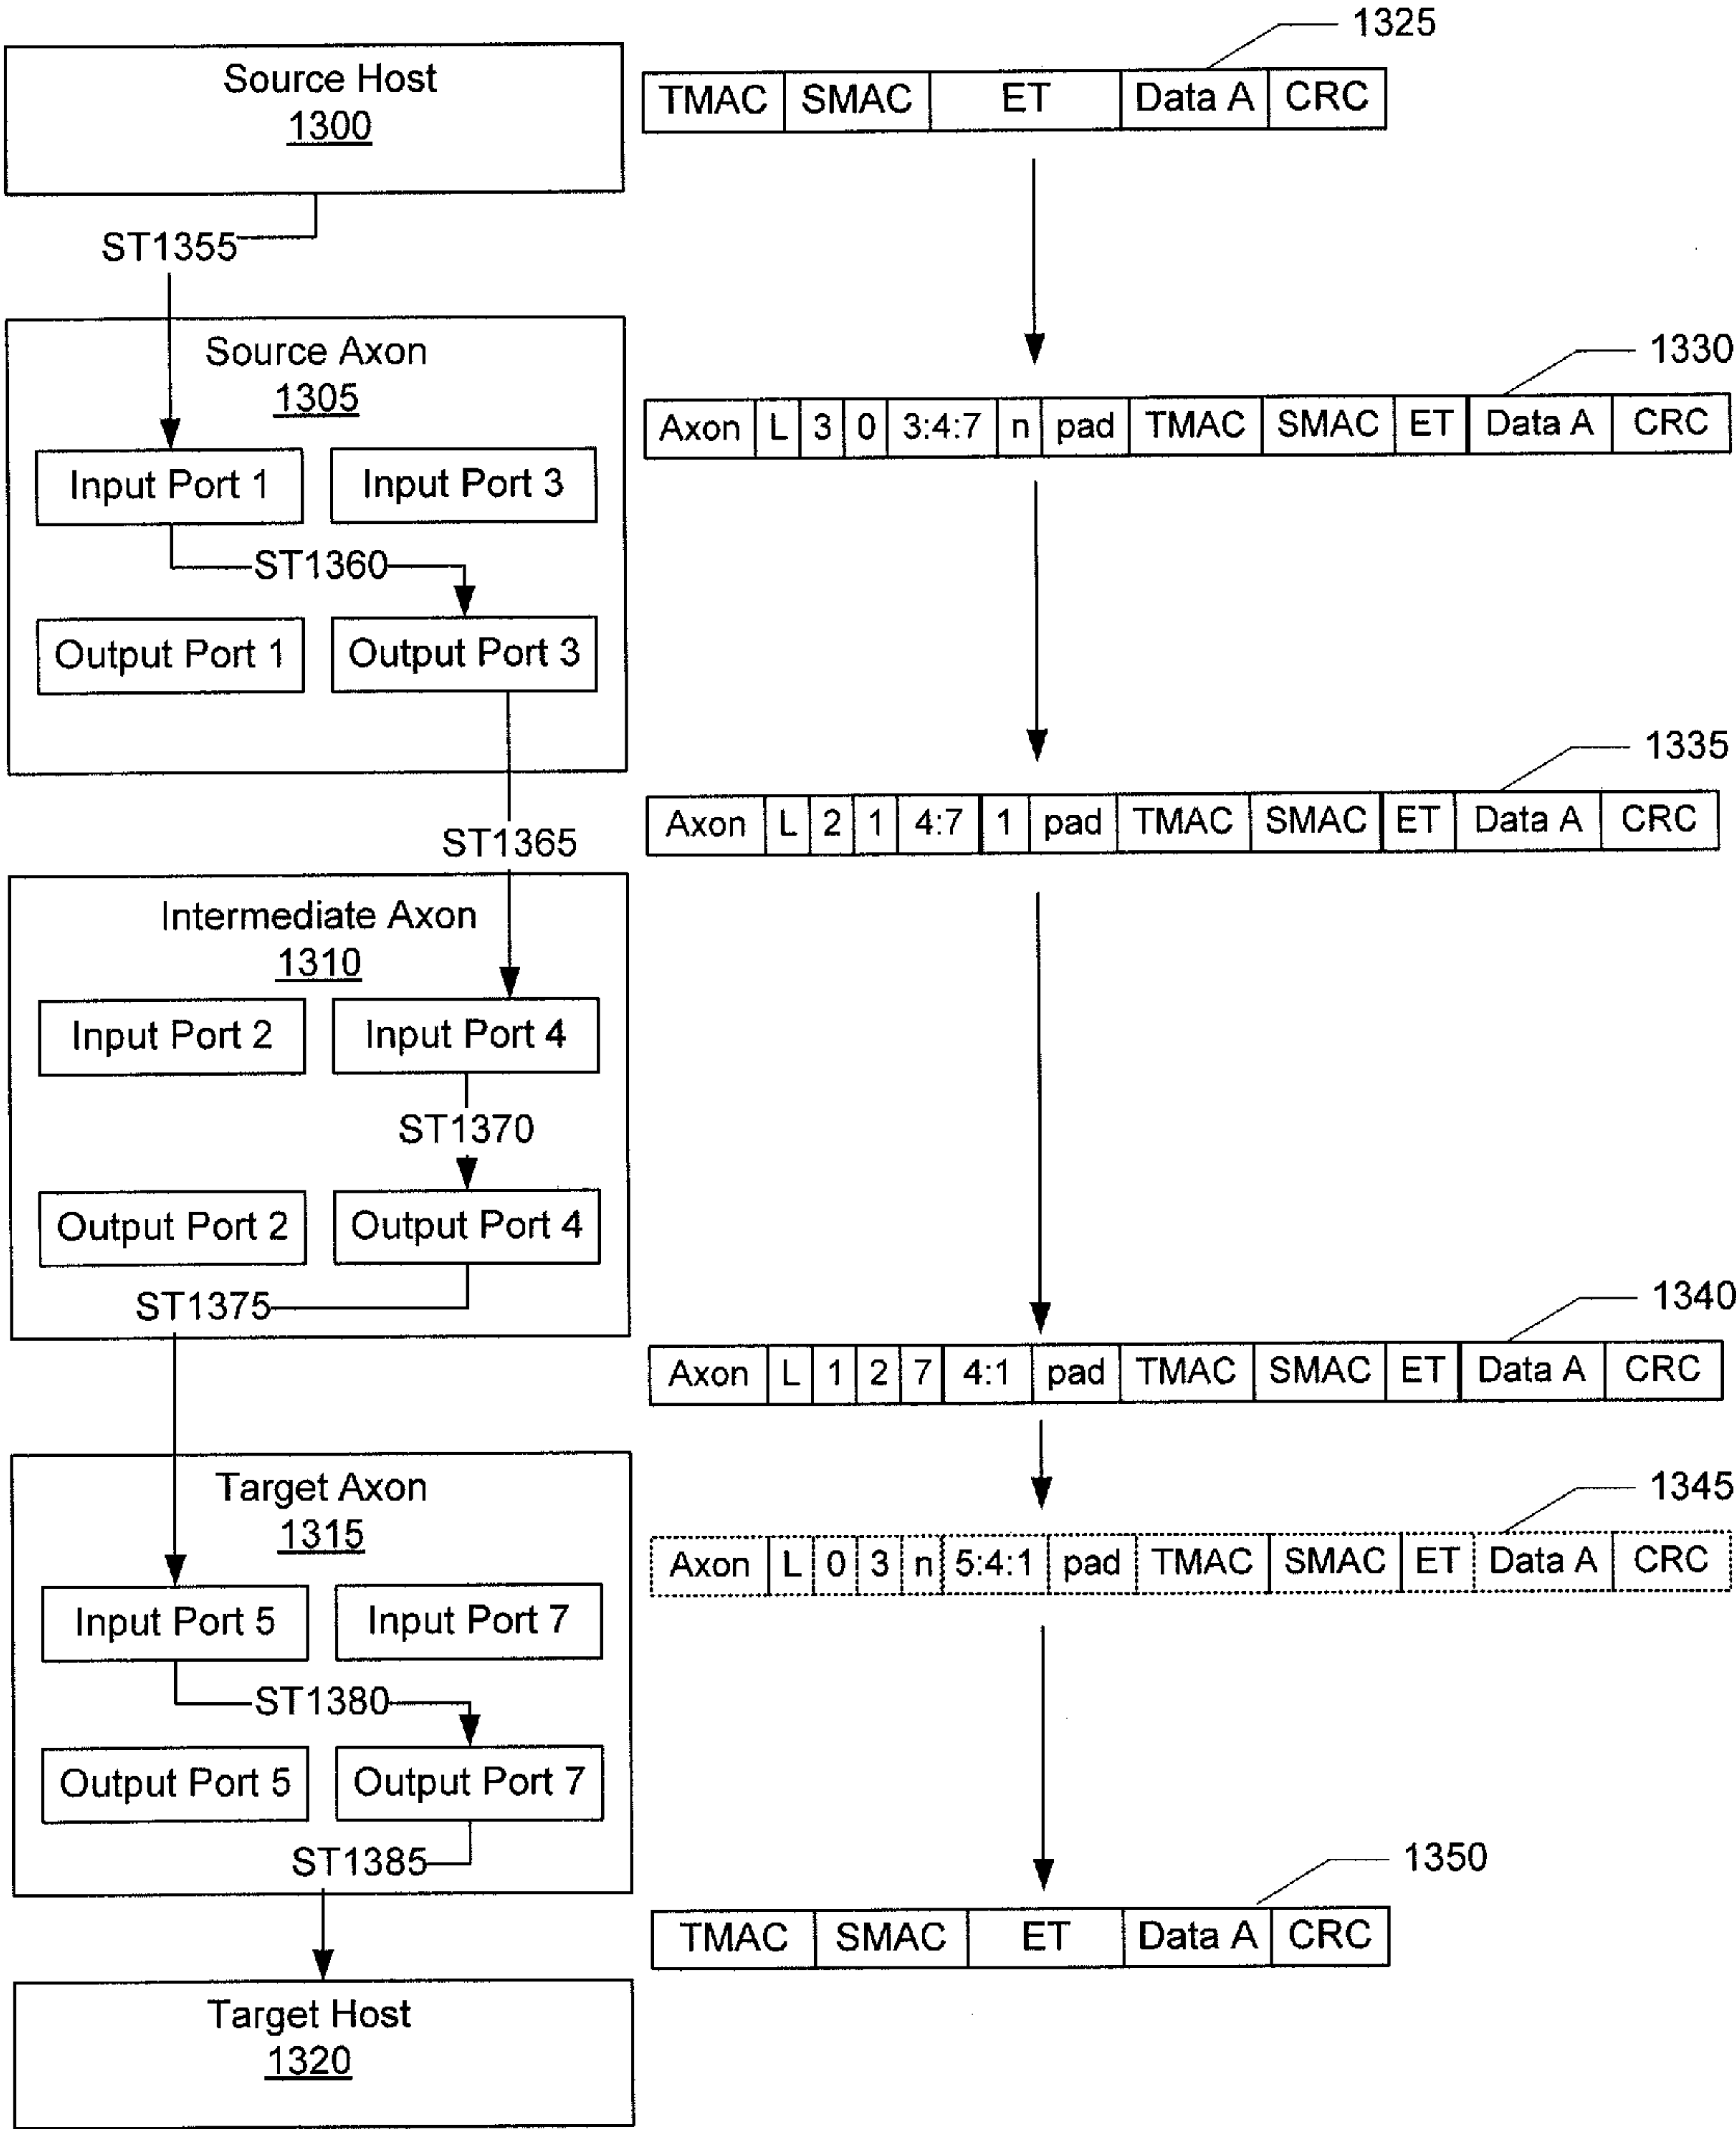 1325
Source Host
1300
TMAC SMAC ET Data A CRC
ST1355
Source Axon
1305
1330
Axon L 3 0 3:4:7 n pad TMAC SMAC ET Data A CRC
Input Port 1 Input Port 3
ST1360
Output Port 1 Output Port 3
1335
Axon L 2 1 4:7 1 pad TMAC SMAC ET Data A CRC
ST1365
Intermediate Axon
1310
Input Port 2 Input Port 4
ST1370
Output Port 2 Output Port 4
ST1375
1340
Axon L 1 2 7 4:1 pad TMAC SMAC ET Data A CRC
Target Axon
1315
1345
Axon L 0 3 n 5:4:1 pad TMAC SMAC ET Data A CRC
Input Port 5 Input Port 7
ST1380
Output Port 5 Output Port 7
ST1385
1350
TMAC SMAC ET Data A CRC
Target Host
1320